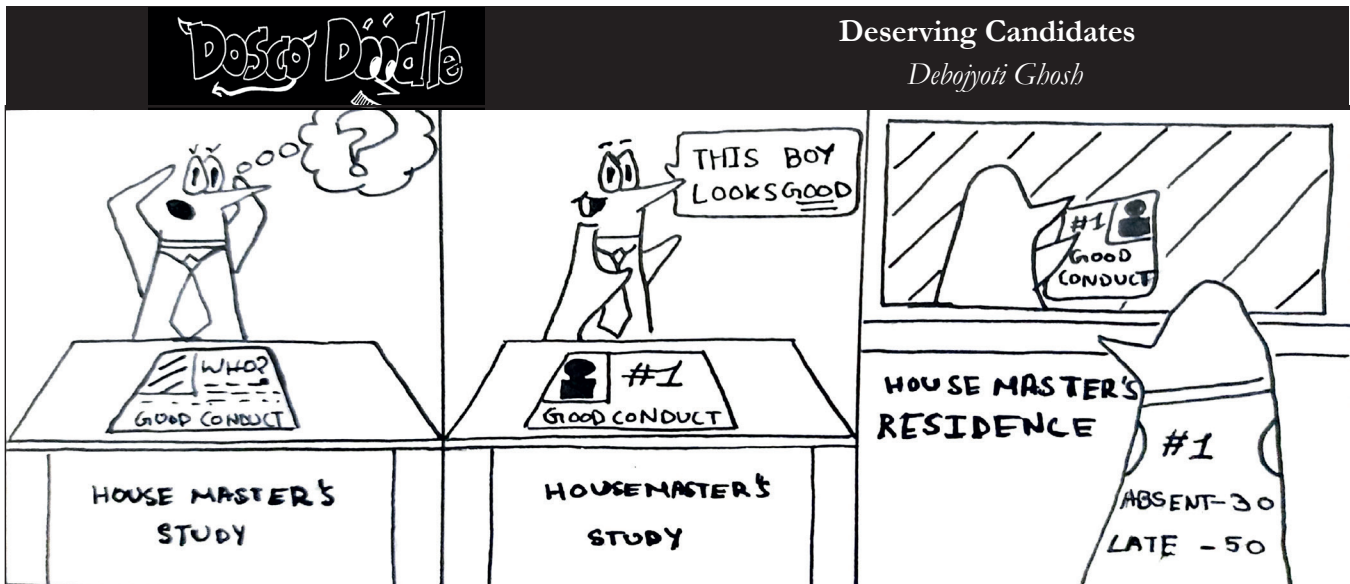 Dosco Doodle
Deserving Candidates
Debojyoti Ghosh
?
WHO?
GOOD CONDUCT
HOUSE MASTER'S
STUDY
THIS BOY
LOOKS GOOD
#1
GOOD CONDUCT
HOUSEMASTER'S
STUDY
#1
GOOD
CONDUCT
HOUSE MASTER'S
RESIDENCE
#1
ABSENT-30
LATE - 50